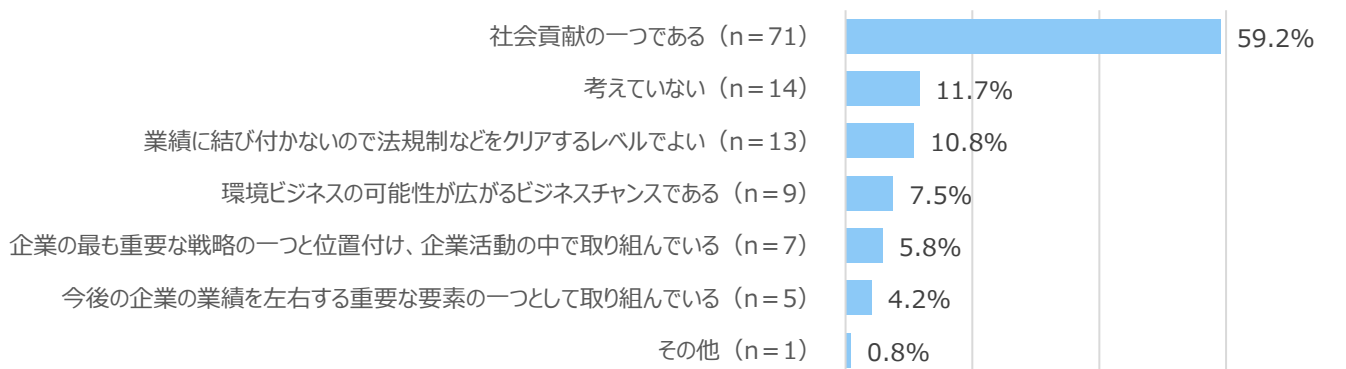 社会貢献の一つである（n＝71） 59.2%
考えていない（n＝14） 11.7%
業績に結び付かないので法規制などをクリアするレベルでよい（n＝13） 10.8%
環境ビジネスの可能性が広がるビジネスチャンスである（n＝9） 7.5%
企業の最も重要な戦略の一つと位置付け、企業活動の中で取り組んでいる（n＝7） 5.8%
今後の企業の業績を左右する重要な要素の一つとして取り組んでいる（n＝5） 4.2%
その他（n＝1） 0.8%